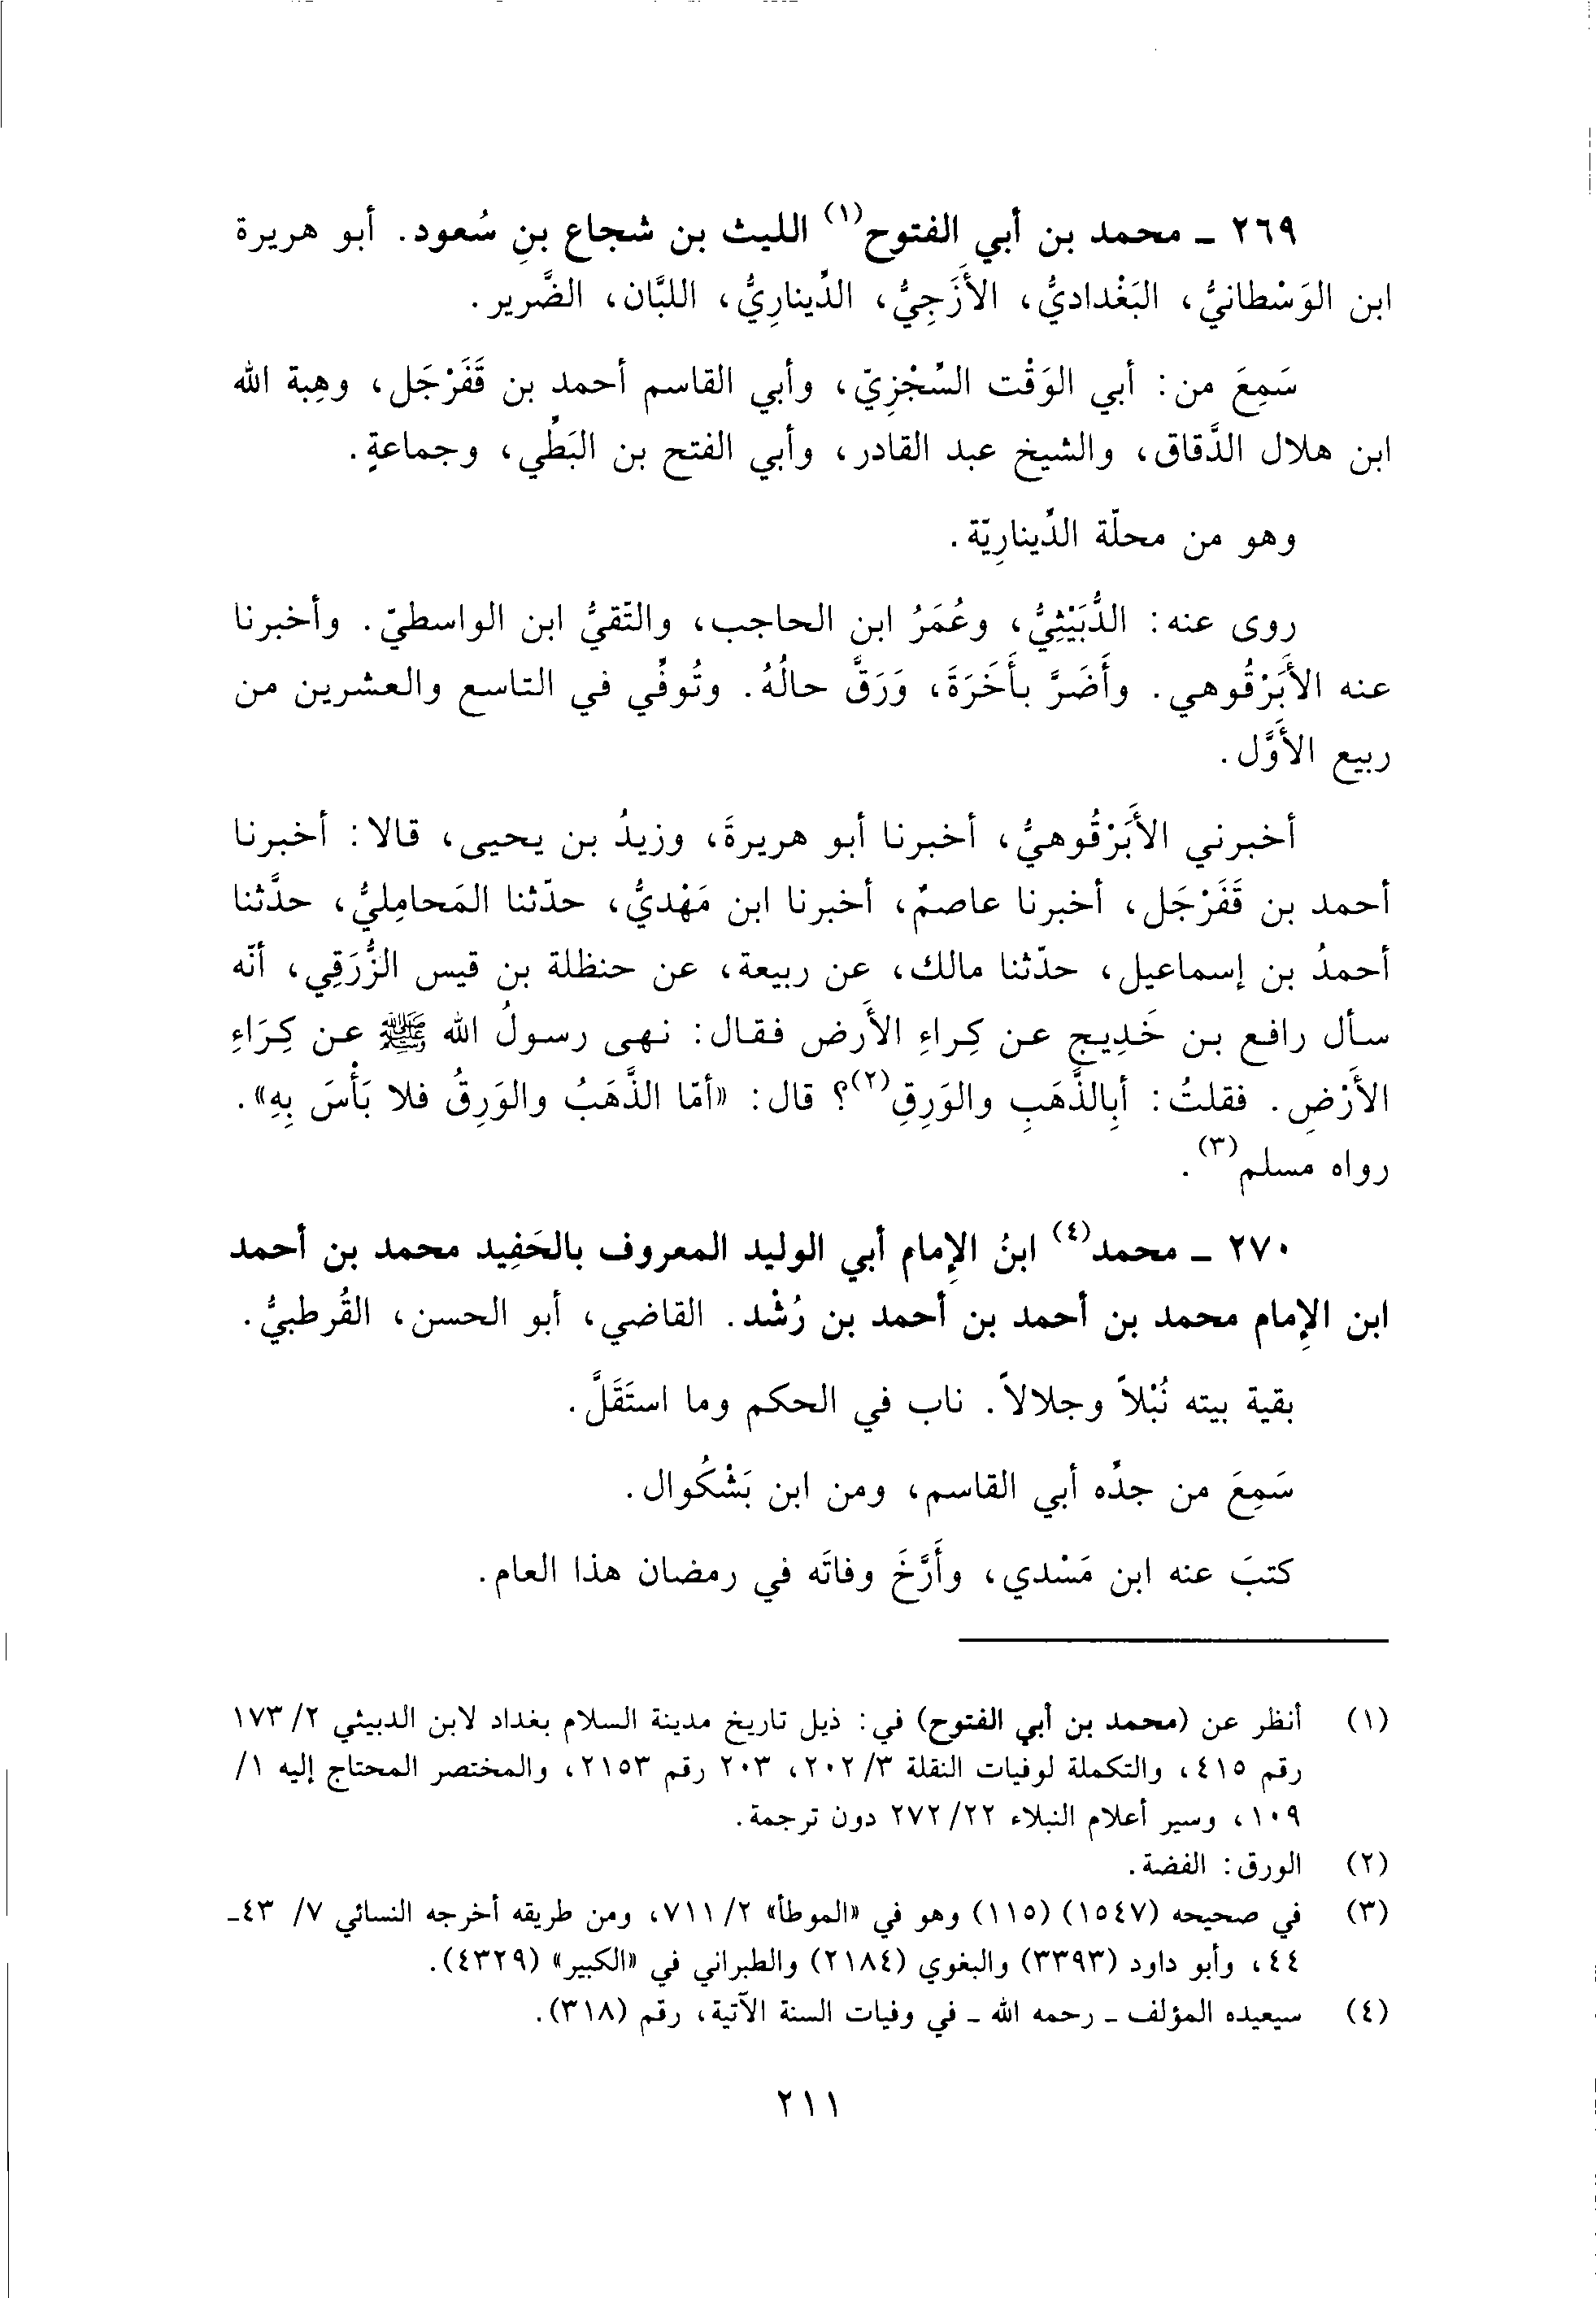 ٢٦٩ ـ محمد بن أبي الفتوح(١) الليث بن شجاع بنِ سُعود. أبو هريرة
ابن الوَسْطانيُّ، البَغْداديُّ، الأَزَجِيُّ، الدِّينارِيُّ، اللبَّان، الضَّرير.
سَمِعَ من: أبي الوَقْت السِّجْزِيّ، وأبي القاسم أحمد بن قَفَرْجَل، وهِبة الله
ابن هلال الدَّقاق، والشيخ عبد القادر، وأبي الفتح بن البَطِّي، وجماعةٍ.
وهو من محلّة الدِّينارِيّة.
روى عنه: الدُّبَيْثِيُّ، وعُمَرُ ابن الحاجب، والتّقيُّ ابن الواسطيّ. وأخبرنا
عنه الأَبَرْقُوهي. وأَضَرَّ بأَخَرَةَ، وَرَقَّ حالُهُ. وتُوفِّي في التاسع والعشرين من
ربيع الأَوَّل.
أخبرني الأَبَرْقُوهيُّ، أخبرنا أبو هريرةَ، وزيدُ بن يحيى، قالا: أخبرنا
أحمد بن قَفَرْجَل، أخبرنا عاصمٌ، أخبرنا ابن مَهْديُّ، حدّثنا المَحامِليُّ، حدَّثنا
أحمدُ بن إسماعيل، حدّثنا مالك، عن ربيعة، عن حنظلة بن قيس الزُّرَقِي، أنّه
سأل رافع بن خَدِيج عن كِراءِ الأَرض فقال: نهى رسولُ الله ﷺ عن كِرَاءِ
الأَرْضِ. فقلتُ: أبِالذَّهَبِ والوَرِقِ(٢)؟ قال: «أمّا الذَّهَبُ والوَرِقُ فلا بَأْسَ بِهِ».
رواه مسلم(٣).
٢٧٠ ـ محمد(٤) ابنُ الإِمام أبي الوليد المعروف بالحَفِيد محمد بن أحمد
ابن الإِمام محمد بن أحمد بن أحمد بن رُشْد. القاضي، أبو الحسن، القُرطبيُّ.
بقية بيته نُبْلاً وجلالاً. ناب في الحكم وما استَقَلَّ.
سَمِعَ من جدِّه أبي القاسم، ومن ابن بَشْكُوال.
كتبَ عنه ابن مَسْدي، وأَرَّخَ وفاتَه في رمضان هذا العام.
(١) أنظر عن (محمد بن أبي الفتوح) في: ذيل تاريخ مدينة السلام بغداد لابن الدبيثي ٢/ ١٧٣
رقم ٤١٥، والتكملة لوفيات النقلة ٣/ ٢٠٢، ٢٠٣ رقم ٢١٥٣، والمختصر المحتاج إليه ١/
١٠٩، وسير أعلام النبلاء ٢٢/ ٢٧٢ دون ترجمة.
(٢) الورق: الفضة.
(٣) في صحيحه (١٥٤٧) (١١٥) وهو في «الموطأ» ٢/ ٧١١، ومن طريقه أخرجه النسائي ٧/ ٤٣ـ
٤٤، وأبو داود (٣٣٩٣) والبغوي (٢١٨٤) والطبراني في «الكبير» (٤٣٢٩).
(٤) سيعيده المؤلف ـ رحمه الله ـ في وفيات السنة الآتية، رقم (٣١٨).
٢١١